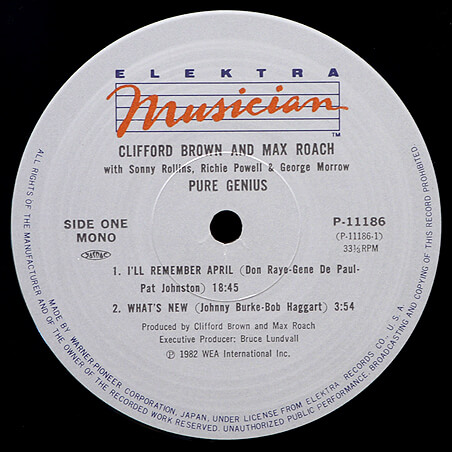 ELEKTRA
Musician
TM
CLIFFORD BROWN AND MAX ROACH
with Sonny Rollins, Richie Powell & George Morrow
PURE GENIUS
SIDE ONE
MONO
P-11186
(P-11186-1)
33⅓ RPM
1. I'LL REMEMBER APRIL (Don Raye-Gene De Paul-
Pat Johnston) 18:45
2. WHAT'S NEW (Johnny Burke-Bob Haggart) 3:54
Produced by Clifford Brown and Max Roach
Executive Producer: Bruce Lundvall
℗ 1982 WEA International Inc.
MADE BY WARNER-PIONEER CORPORATION, JAPAN, UNDER LICENSE FROM ELEKTRA RECORDS CO. U.S.A.
ALL RIGHTS OF THE MANUFACTURER AND OF THE OWNER OF THE RECORDED WORK RESERVED. UNAUTHORIZED PUBLIC PERFORMANCE, BROADCASTING AND COPYING OF THIS RECORD PROHIBITED